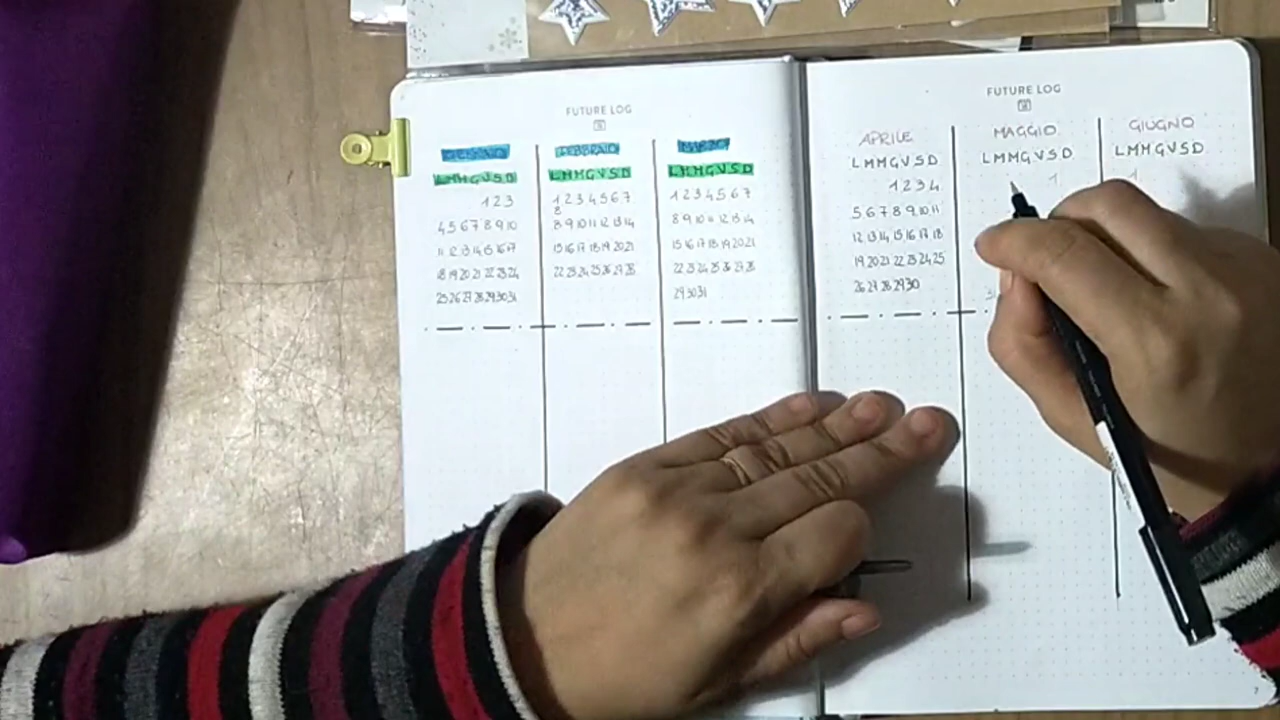 FUTURE LOG
GENNAIO
LMMGVSD
1 2 3
4 5 6 7 8 9 10
11 12 13 14 15 16 17
18 19 20 21 22 23 24
25 26 27 28 29 30 31
FEBBRAIO
LMMGVSD
1 2 3 4 5 6 7
8
8 9 10 11 12 13 14
15 16 17 18 19 20 21
22 23 24 25 26 27 28
MARZO
LMMGVSD
1 2 3 4 5 6 7
8 9 10 11 12 13 14
15 16 17 18 19 20 21
22 23 24 25 26 27 28
29 30 31
FUTURE LOG
APRILE
LMMGVSD
1 2 3 4
5 6 7 8 9 10 11
12 13 14 15 16 17 18
19 20 21 22 23 24 25
26 27 28 29 30
MAGGIO
LMMGVSD
1
GIUGNO
LMMGVSD
1
7